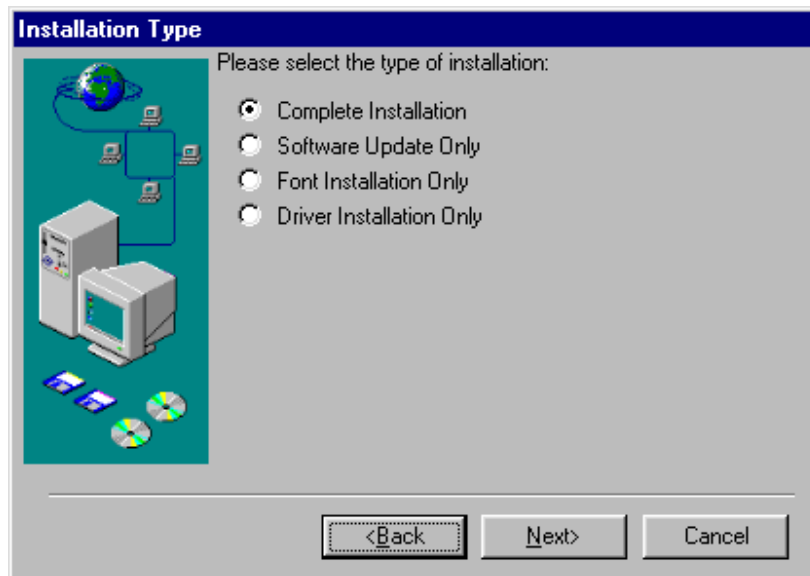 Installation Type
Please select the type of installation:
Complete Installation
Software Update Only
Font Installation Only
Driver Installation Only
<Back Next> Cancel